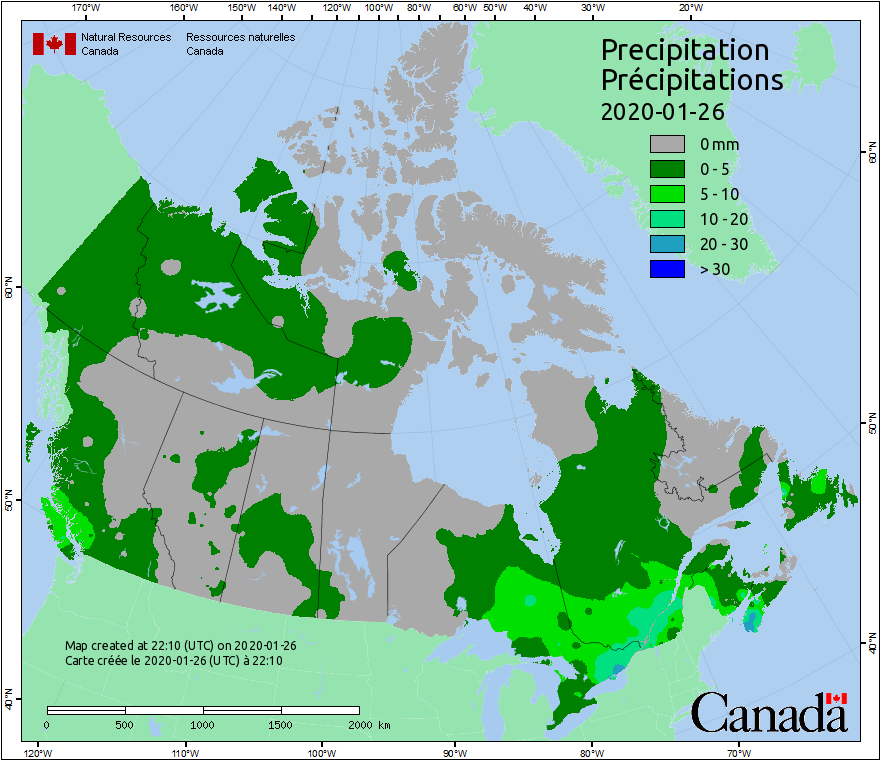 170°W 160°W 150°W 140°W 120°W 100°W 80°W 60°W 50°W 40°W 30°W 20°W
Natural Resources Ressources naturelles
Canada Canada
Precipitation
Précipitations
2020-01-26
0 mm
0 - 5
5 - 10
10 - 20
20 - 30
> 30
60°N
60°N
50°N
50°N
40°N
40°N
Map created at 22:10 (UTC) on 2020-01-26
Carte créée le 2020-01-26 (UTC) à 22:10
0 500 1000 1500 2000 km
Canada
120°W 110°W 100°W 90°W 80°W 70°W